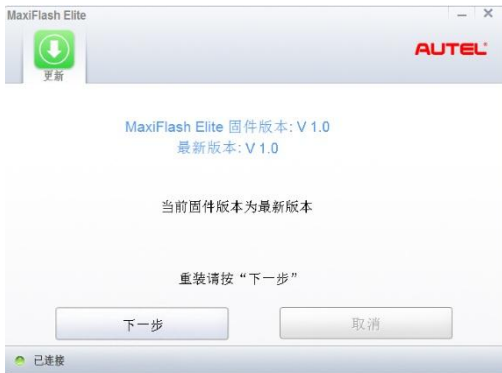 MaxiFlash Elite
AUTEL
更新
MaxiFlash Elite 固件版本: V 1.0
最新版本: V 1.0
当前固件版本为最新版本
重装请按“下一步”
下一步
取消
已连接